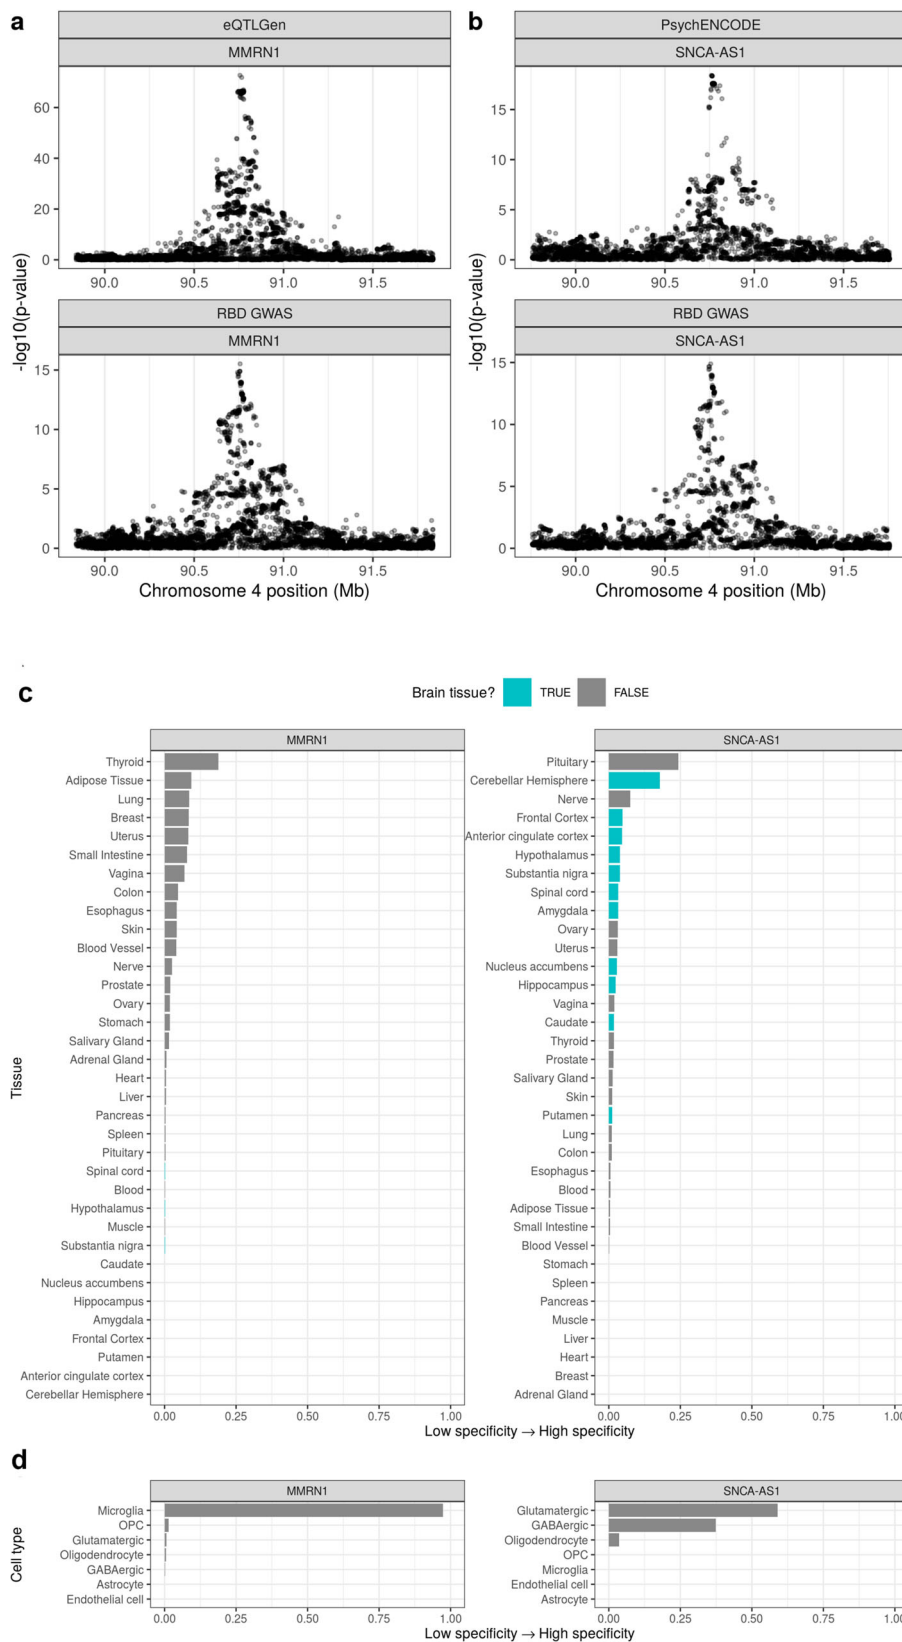 a
eQTLGen
MMRN1
60
40
20
0
90.0 90.5 91.0 91.5
RBD GWAS
MMRN1
15
10
5
0
90.0 90.5 91.0 91.5
Chromosome 4 position (Mb)
-log10(p-value)
b
PsychENCODE
SNCA-AS1
15
10
5
0
90.0 90.5 91.0 91.5
RBD GWAS
SNCA-AS1
15
10
5
0
90.0 90.5 91.0 91.5
Chromosome 4 position (Mb)
-log10(p-value)
c
Brain tissue? TRUE FALSE
MMRN1
Thyroid
Adipose Tissue
Lung
Breast
Uterus
Small Intestine
Vagina
Colon
Esophagus
Skin
Blood Vessel
Nerve
Prostate
Ovary
Stomach
Salivary Gland
Adrenal Gland
Heart
Liver
Pancreas
Spleen
Pituitary
Spinal cord
Blood
Hypothalamus
Muscle
Substantia nigra
Caudate
Nucleus accumbens
Hippocampus
Amygdala
Frontal Cortex
Putamen
Anterior cingulate cortex
Cerebellar Hemisphere
0.00 0.25 0.50 0.75 1.00
Tissue
SNCA-AS1
Pituitary
Cerebellar Hemisphere
Nerve
Frontal Cortex
Anterior cingulate cortex
Hypothalamus
Substantia nigra
Spinal cord
Amygdala
Ovary
Uterus
Nucleus accumbens
Hippocampus
Vagina
Caudate
Thyroid
Prostate
Salivary Gland
Skin
Putamen
Lung
Colon
Esophagus
Blood
Adipose Tissue
Small Intestine
Blood Vessel
Stomach
Spleen
Pancreas
Muscle
Liver
Heart
Breast
Adrenal Gland
0.00 0.25 0.50 0.75 1.00
Low specificity → High specificity
d
MMRN1
Microglia
OPC
Glutamatergic
Oligodendrocyte
GABAergic
Astrocyte
Endothelial cell
0.00 0.25 0.50 0.75 1.00
Cell type
SNCA-AS1
Glutamatergic
GABAergic
Oligodendrocyte
OPC
Microglia
Endothelial cell
Astrocyte
0.00 0.25 0.50 0.75 1.00
Low specificity → High specificity